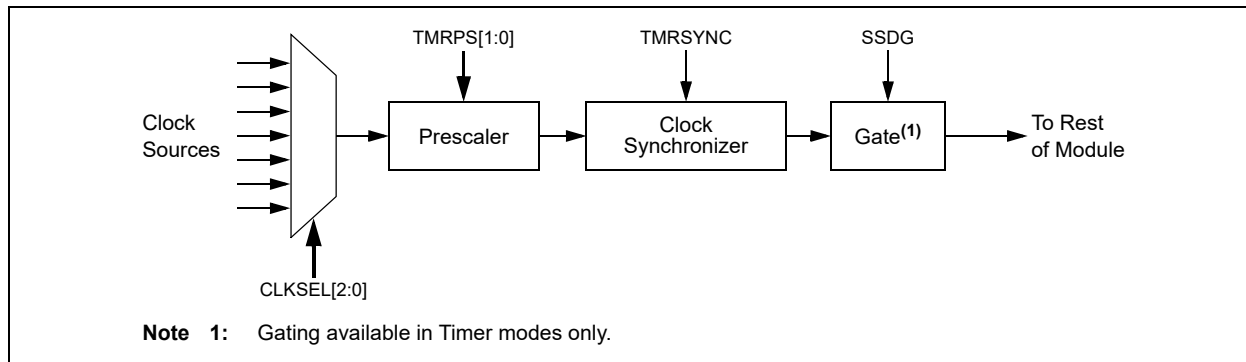 TMRPS[1:0]
TMRSYNC
SSDG
Clock
Sources
Prescaler
Clock
Synchronizer
Gate(1)
To Rest
of Module
CLKSEL[2:0]
Note 1: Gating available in Timer modes only.